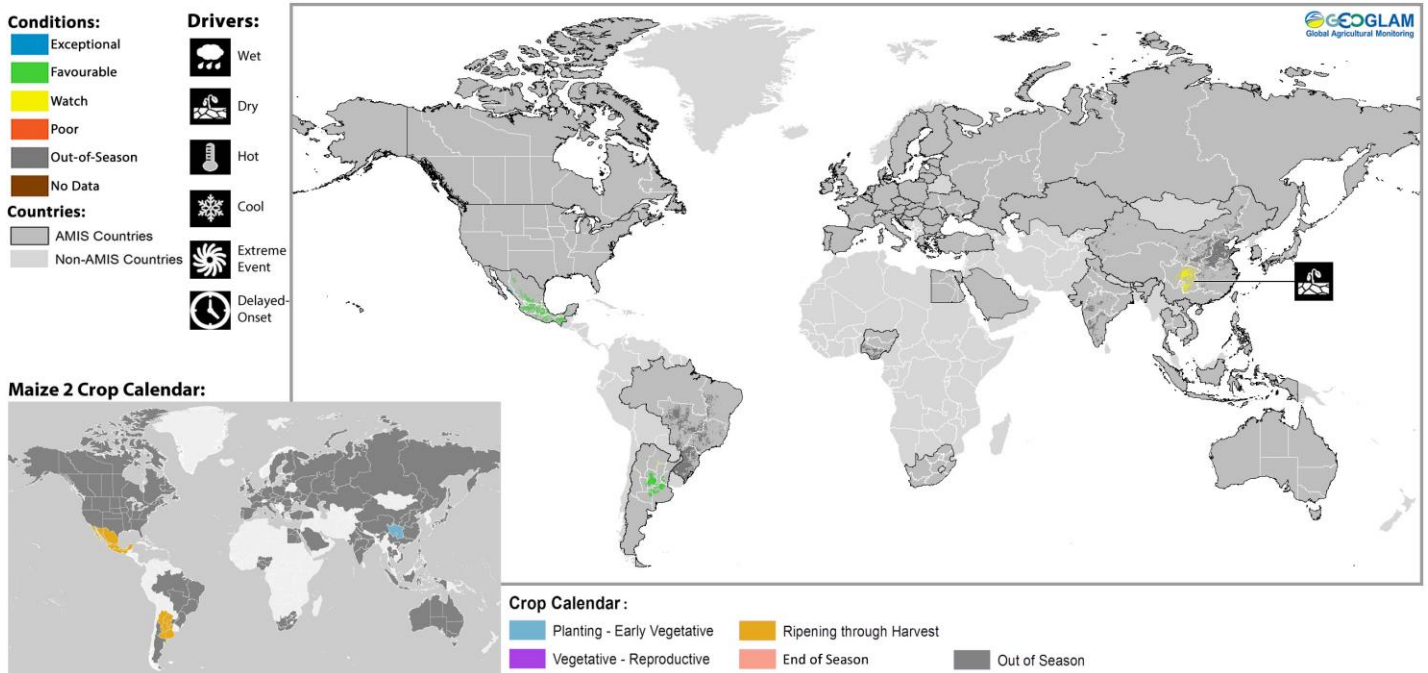 Conditions:
Exceptional
Favourable
Watch
Poor
Out-of-Season
No Data
Countries:
AMIS Countries
Non-AMIS Countries
Drivers:
Wet
Dry
Hot
Cool
Extreme
Event
Delayed-
Onset
GEOGLAM
Global Agricultural Monitoring
Maize 2 Crop Calendar:
Crop Calendar :
Planting - Early Vegetative
Ripening through Harvest
Vegetative - Reproductive
End of Season
Out of Season